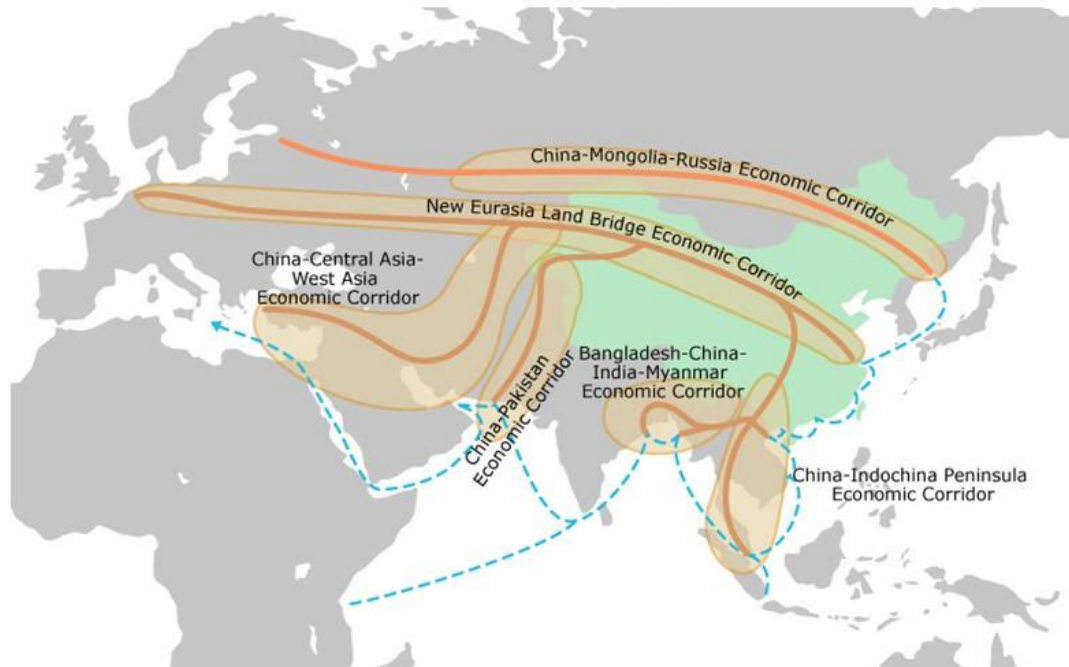 China-Mongolia-Russia Economic Corridor
New Eurasia Land Bridge Economic Corridor
China-Central Asia-
West Asia
Economic Corridor
China-Pakistan
Economic Corridor
Bangladesh-China-
India-Myanmar
Economic Corridor
China-Indochina Peninsula
Economic Corridor